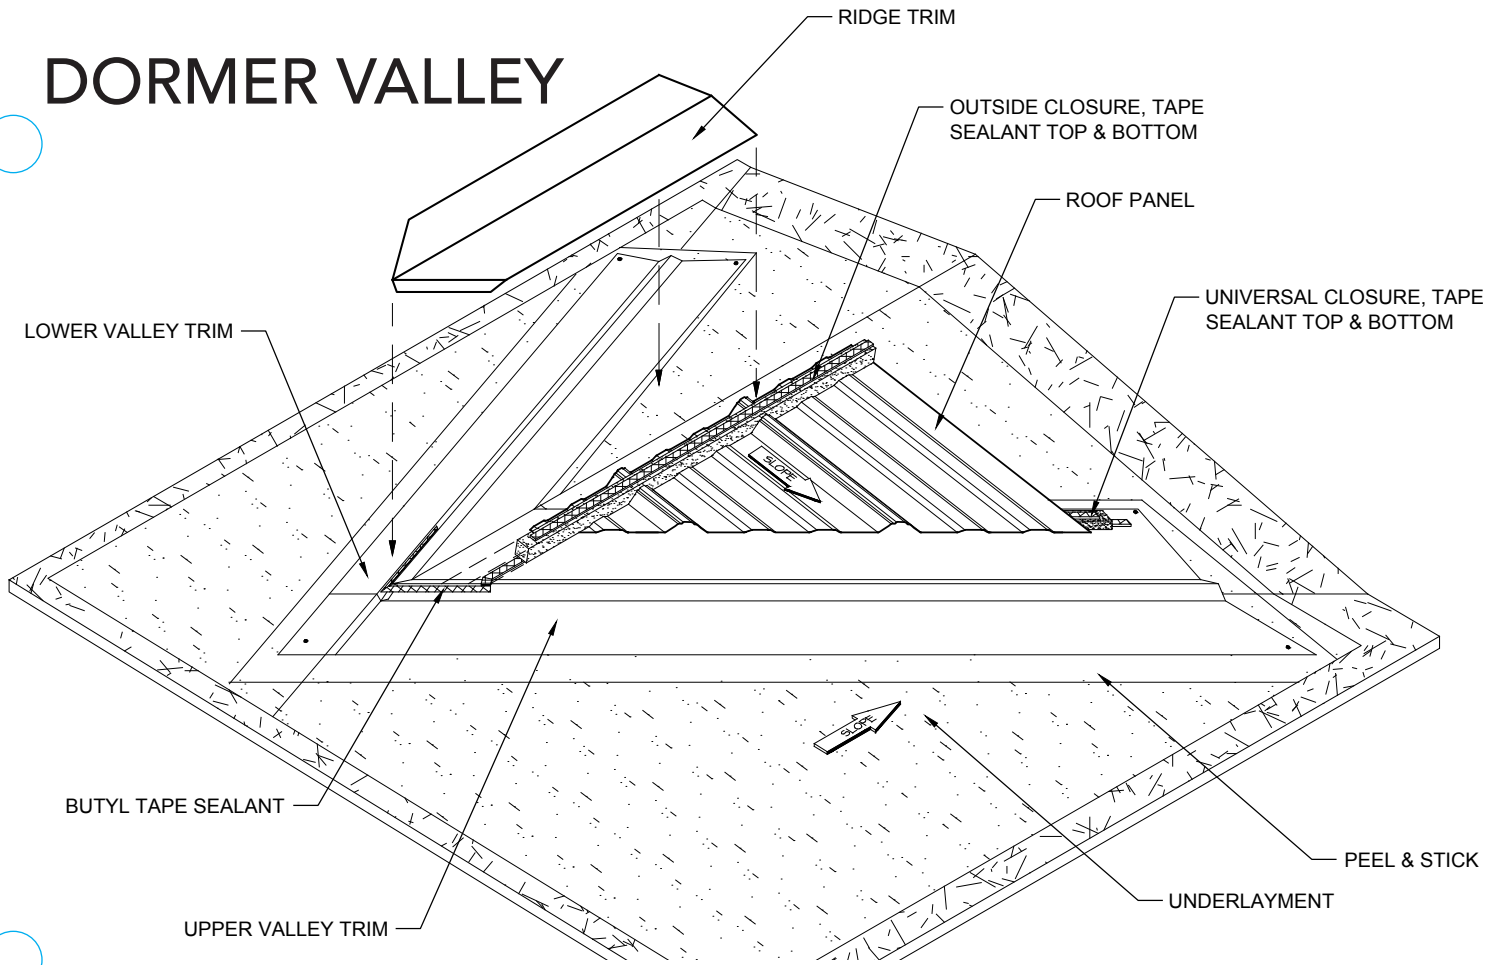 RIDGE TRIM
DORMER VALLEY
OUTSIDE CLOSURE, TAPE
SEALANT TOP & BOTTOM
ROOF PANEL
UNIVERSAL CLOSURE, TAPE
SEALANT TOP & BOTTOM
LOWER VALLEY TRIM
SLOPE
SLOPE
BUTYL TAPE SEALANT
PEEL & STICK
UNDERLAYMENT
UPPER VALLEY TRIM